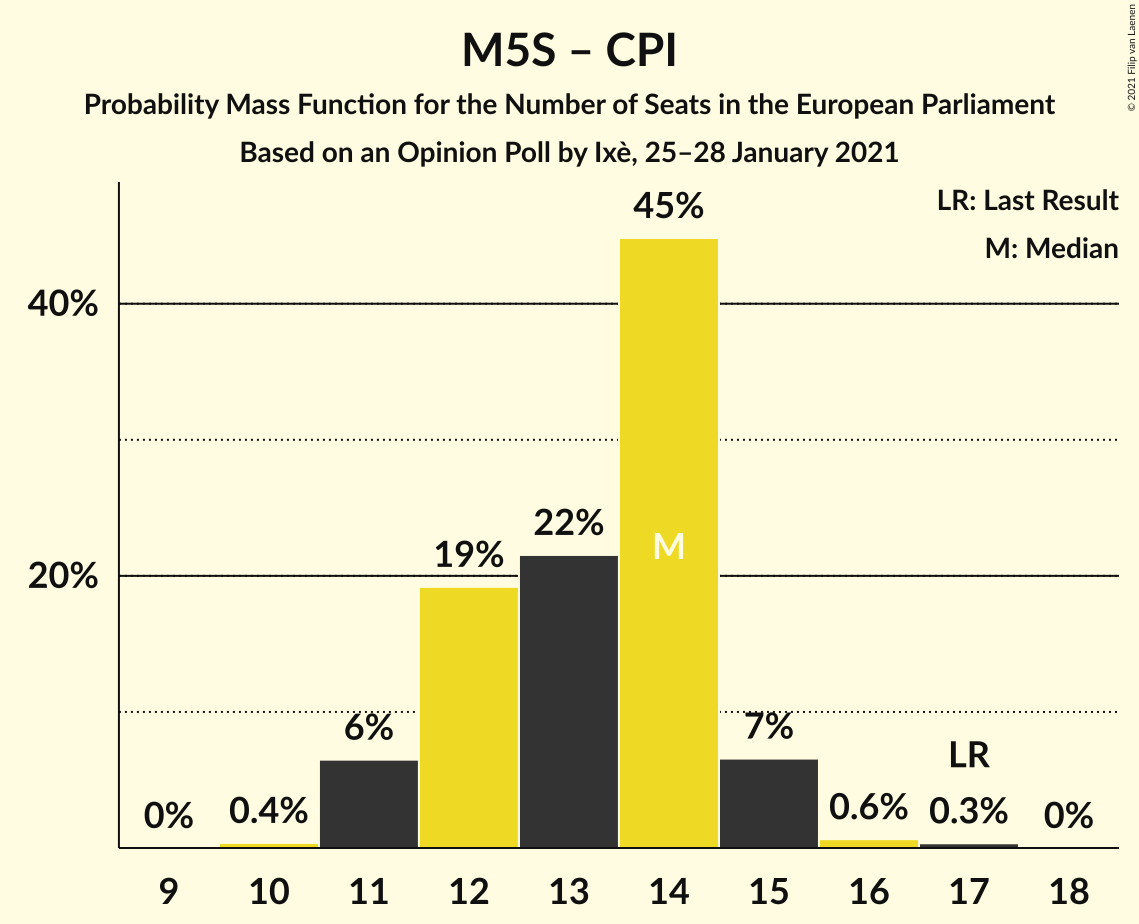 M5S – CPI
Probability Mass Function for the Number of Seats in the European Parliament
Based on an Opinion Poll by Ixè, 25–28 January 2021
© 2021 Filip van Laenen
LR: Last Result
M: Median
40%
20%
0%
0.4%
6%
19%
22%
45%
M
7%
0.6%
LR
0.3%
0%
9 10 11 12 13 14 15 16 17 18